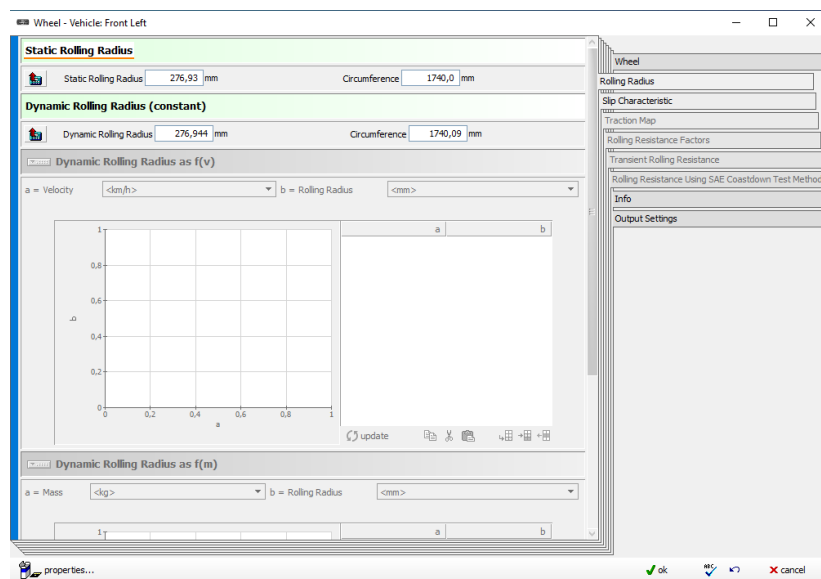 Wheel - Vehicle: Front Left
Static Rolling Radius
Static Rolling Radius 276,93 mm Circumference 1740,0 mm
Dynamic Rolling Radius (constant)
Dynamic Rolling Radius 276,944 mm Circumference 1740,09 mm
Dynamic Rolling Radius as f(v)
a = Velocity <km/h> b = Rolling Radius <mm>
a b
1
0,8
0,6
b
0,4
0,2
0
0 0,2 0,4 0,6 0,8 1
a
update
Dynamic Rolling Radius as f(m)
a = Mass <kg> b = Rolling Radius <mm>
1
a b
Wheel
Rolling Radius
Slip Characteristic
Traction Map
Rolling Resistance Factors
Transient Rolling Resistance
Rolling Resistance Using SAE Coastdown Test Method
Info
Output Settings
properties... ok ABC cancel